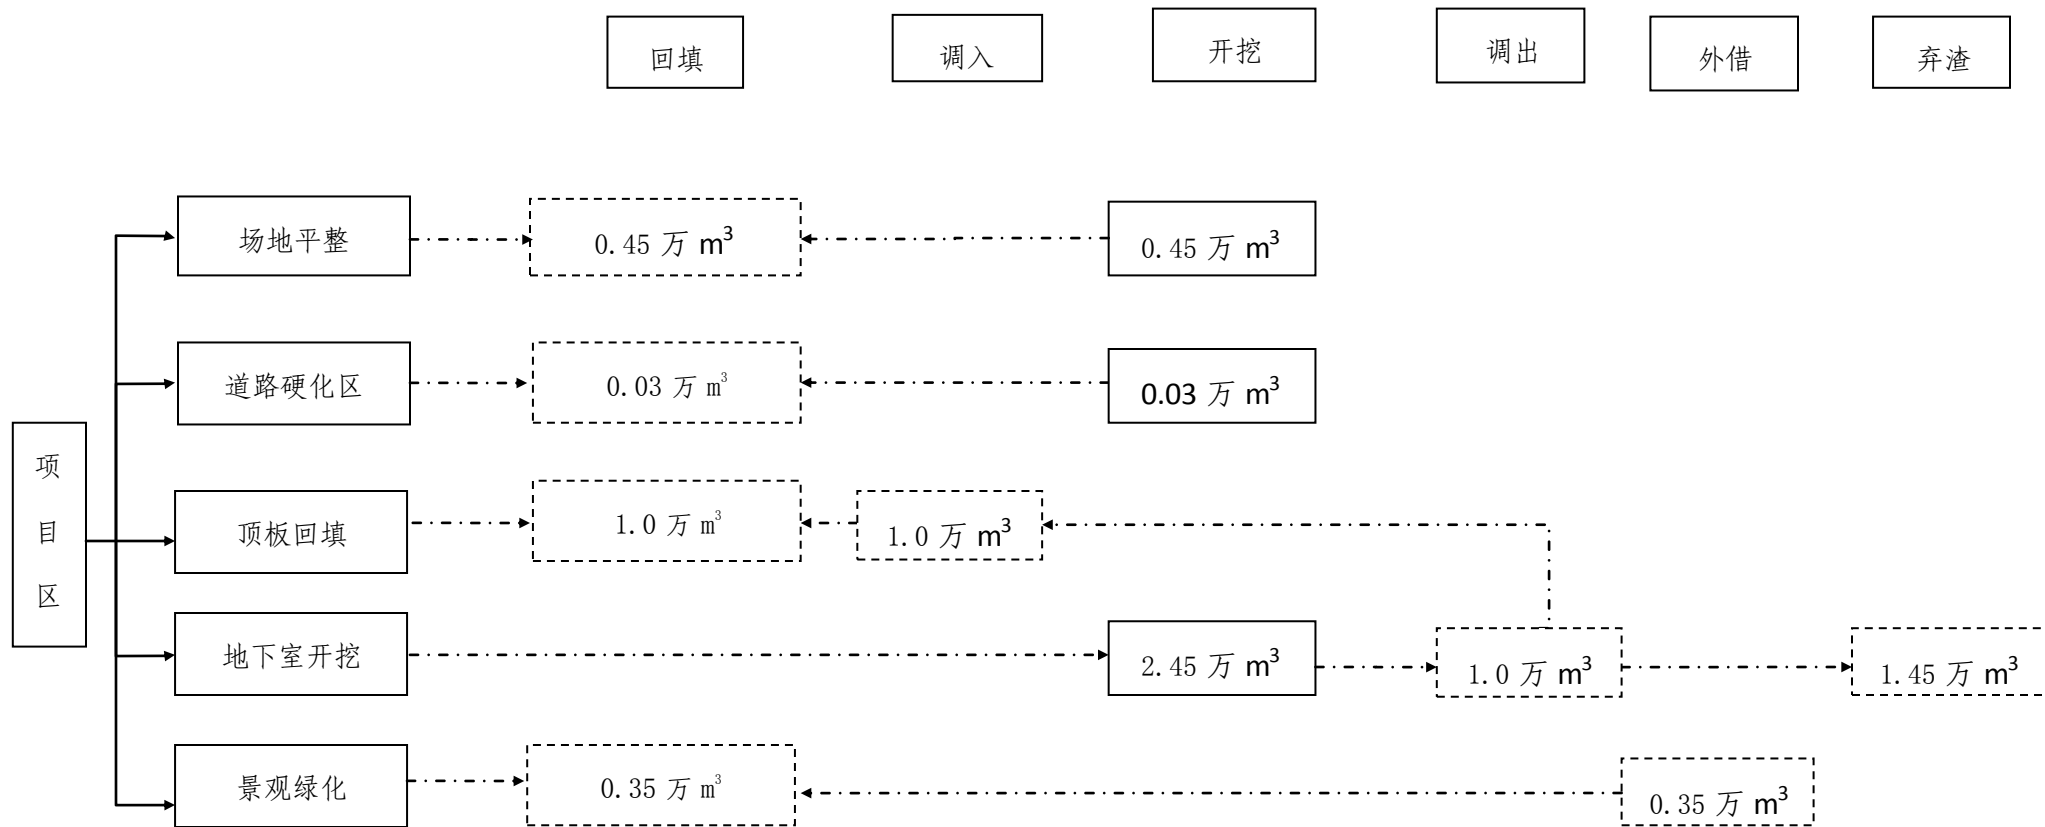 回填 调入 开挖 调出 外借 弃渣
场地平整 0.45 万 m³ 0.45 万 m³
道路硬化区 0.03 万 m³ 0.03 万 m³
项
目
区
顶板回填 1.0 万 m³ 1.0 万 m³
地下室开挖 2.45 万 m³ 1.0 万 m³ 1.45 万 m³
景观绿化 0.35 万 m³ 0.35 万 m³